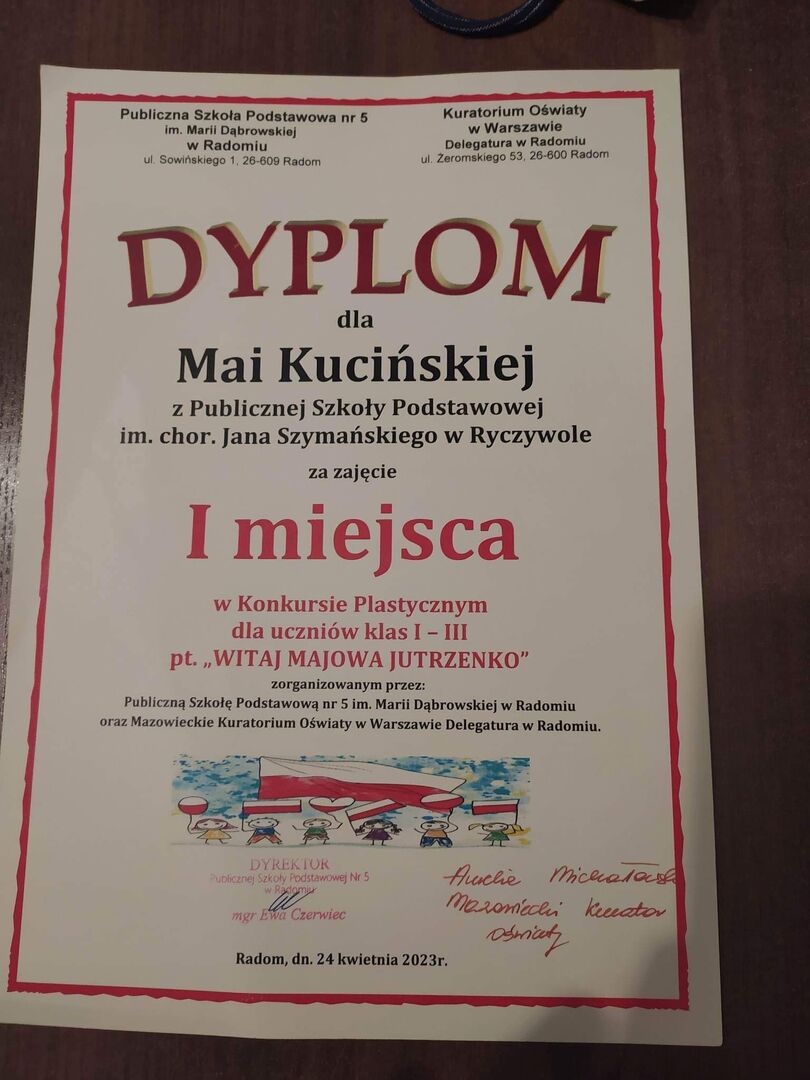 Publiczna Szkoła Podstawowa nr 5
im. Marii Dąbrowskiej
w Radomiu
ul. Sowińskiego 1, 26-609 Radom
Kuratorium Oświaty
w Warszawie
Delegatura w Radomiu
ul. Żeromskiego 53, 26-600 Radom
DYPLOM
dla
Mai Kucińskiej
z Publicznej Szkoły Podstawowej
im. chor. Jana Szymańskiego w Ryczywole
za zajęcie
I miejsca
w Konkursie Plastycznym
dla uczniów klas I – III
pt. „WITAJ MAJOWA JUTRZENKO”
zorganizowanym przez:
Publiczną Szkołę Podstawową nr 5 im. Marii Dąbrowskiej w Radomiu
oraz Mazowieckie Kuratorium Oświaty w Warszawie Delegatura w Radomiu.
DYREKTOR
Publicznej Szkoły Podstawowej Nr 5
w Radomiu
mgr Ewa Czerwiec
Aurelia Michałowska
Mazowiecki Kurator
Oświaty
Radom, dn. 24 kwietnia 2023r.